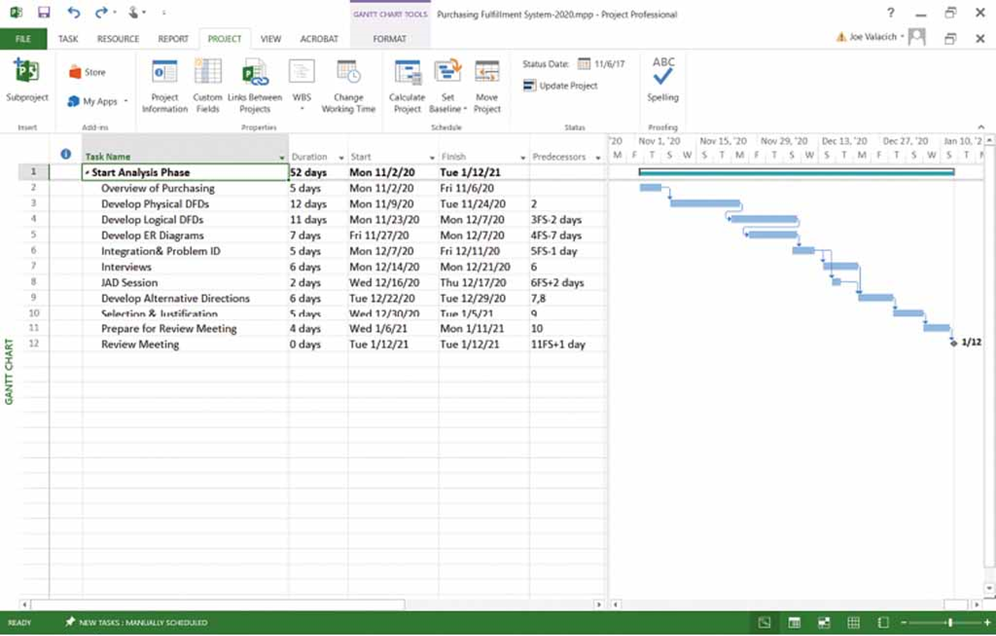 GANTT CHART TOOLS Purchasing Fulfillment System-2020.mpp - Project Professional
FILE TASK RESOURCE REPORT PROJECT VIEW ACROBAT FORMAT Joe Valacich
Subproject
Store
My Apps
Project Information
Custom Fields
Links Between Projects
WBS
Change Working Time
Calculate Project
Set Baseline
Move Project
Status Date: 11/6/17
Update Project
ABC
Spelling
Insert Add-ins Properties Schedule Status Proofing
'20 Nov 1, '20 Nov 15, '20 Nov 29, '20 Dec 13, '20 Dec 27, '20 Jan 10, '2
Task Name Duration Start Finish Predecessors M F T S W S T M F T S W S T M F T S W S T
1 Start Analysis Phase 52 days Mon 11/2/20 Tue 1/12/21
2 Overview of Purchasing 5 days Mon 11/2/20 Fri 11/6/20
3 Develop Physical DFDs 12 days Mon 11/9/20 Tue 11/24/20 2
4 Develop Logical DFDs 11 days Mon 11/23/20 Mon 12/7/20 3FS-2 days
5 Develop ER Diagrams 7 days Fri 11/27/20 Mon 12/7/20 4FS-7 days
6 Integration& Problem ID 5 days Mon 12/7/20 Fri 12/11/20 5FS-1 day
7 Interviews 6 days Mon 12/14/20 Mon 12/21/20 6
8 JAD Session 2 days Wed 12/16/20 Thu 12/17/20 6FS+2 days
9 Develop Alternative Directions 6 days Tue 12/22/20 Tue 12/29/20 7,8
10 Selection & Justification 5 days Wed 12/30/20 Tue 1/5/21 9
11 Prepare for Review Meeting 4 days Wed 1/6/21 Mon 1/11/21 10
12 Review Meeting 0 days Tue 1/12/21 Tue 1/12/21 11FS+1 day 1/12
GANTT CHART
READY NEW TASKS : MANUALLY SCHEDULED